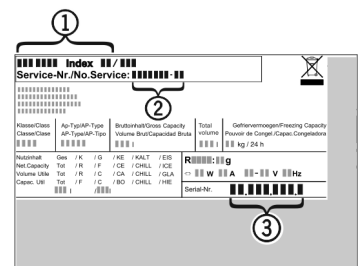 1
Index /
Service-Nr./No.Service: -
2
Klasse/Class Ap-Typ/AP-Type Bruttoinhalt/Gross Capacity Total Gefriervermoegen/Freezing Capacity
Classe/Clase AP-Type/AP-Tipo Volume Brut/Capacidad Bruta volume Pouvoir de Congel./Capac.Congeladora
l l kg / 24 h
Nutzinhalt Ges / K / G / KE / KALT / EIS
Net.Capacity Tot / R / F / CE / CHILL / ICE
Volume Utile Tot / R / C / CA / CHILL / GLA
Capac. Util Tot / F / C / BO / CHILL / HIE
l / l
R : g
W A - V Hz
Serial-Nr. . . .
3